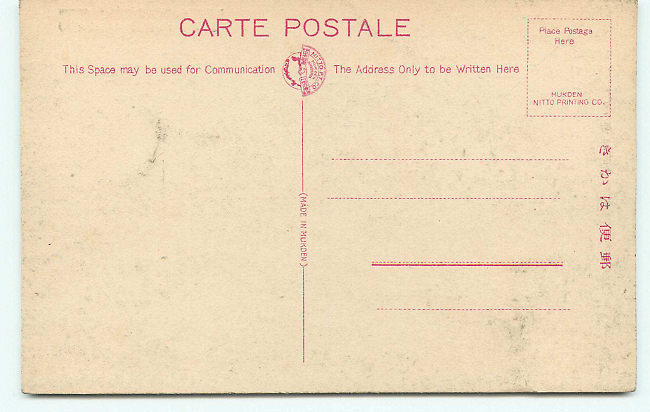 CARTE POSTALE
This Space may be used for Communication
The Address Only to be Written Here
Place Postage
Here
MUKDEN
NITTO PRINTING CO.
(MADE IN MUKDEN)
きかは便郵